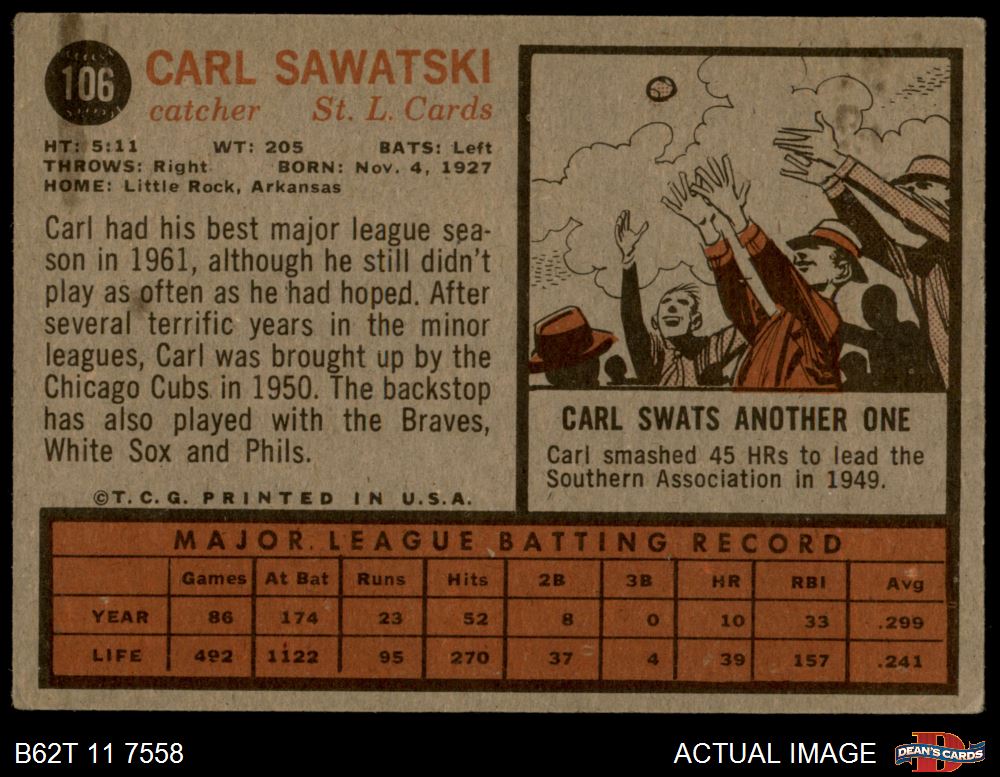 106
CARL SAWATSKI
catcher St. L. Cards
HT: 5:11 WT: 205 BATS: Left
THROWS: Right BORN: Nov. 4, 1927
HOME: Little Rock, Arkansas
Carl had his best major league sea-
son in 1961, although he still didn't
play as often as he had hoped. After
several terrific years in the minor
leagues, Carl was brought up by the
Chicago Cubs in 1950. The backstop
has also played with the Braves,
White Sox and Phils.
©T. C. G. PRINTED IN U.S.A.
CARL SWATS ANOTHER ONE
Carl smashed 45 HRs to lead the
Southern Association in 1949.
MAJOR LEAGUE BATTING RECORD
Games At Bat Runs Hits 2B 3B HR RBI Avg
YEAR 86 174 23 52 8 0 10 33 .299
LIFE 492 1122 95 270 37 4 39 157 .241
B62T 11 7558
ACTUAL IMAGE
D
DEAN'S CARDS